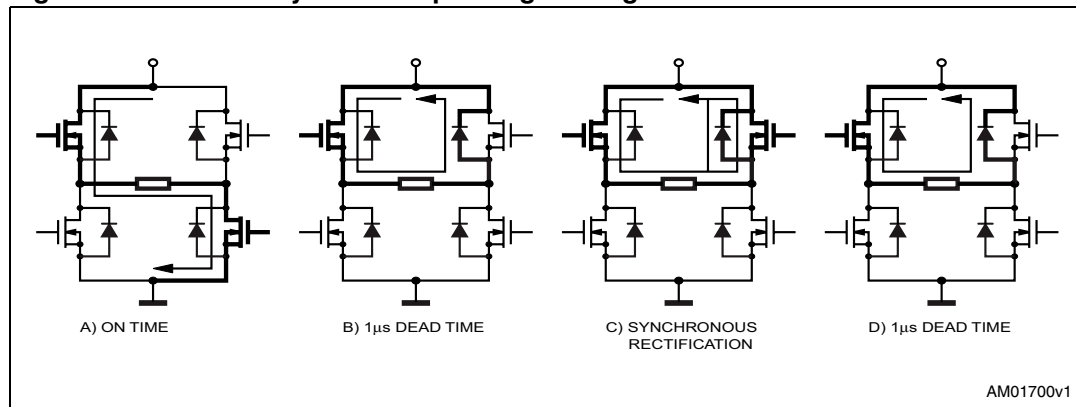 A) ON TIME
B) 1μs DEAD TIME
C) SYNCHRONOUS
RECTIFICATION
D) 1μs DEAD TIME
AM01700v1